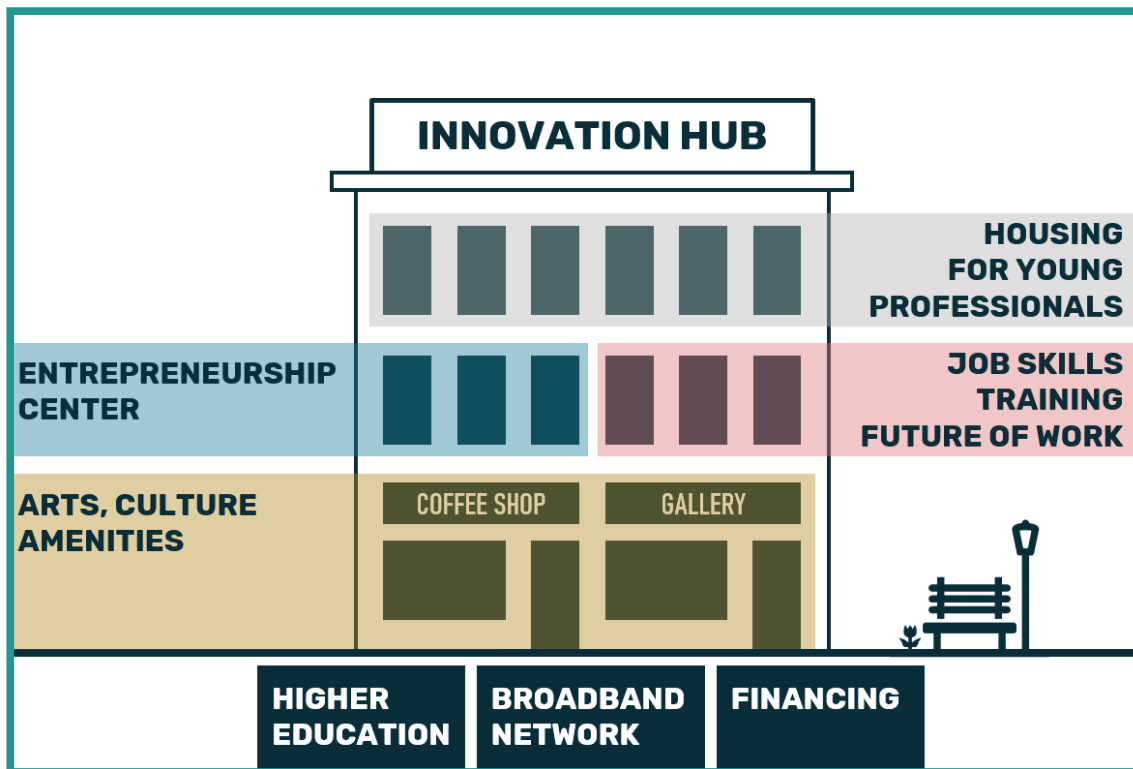 INNOVATION HUB
HOUSING
FOR YOUNG
PROFESSIONALS
ENTREPRENEURSHIP
CENTER
JOB SKILLS
TRAINING
FUTURE OF WORK
ARTS, CULTURE
AMENITIES
COFFEE SHOP
GALLERY
HIGHER
EDUCATION
BROADBAND
NETWORK
FINANCING